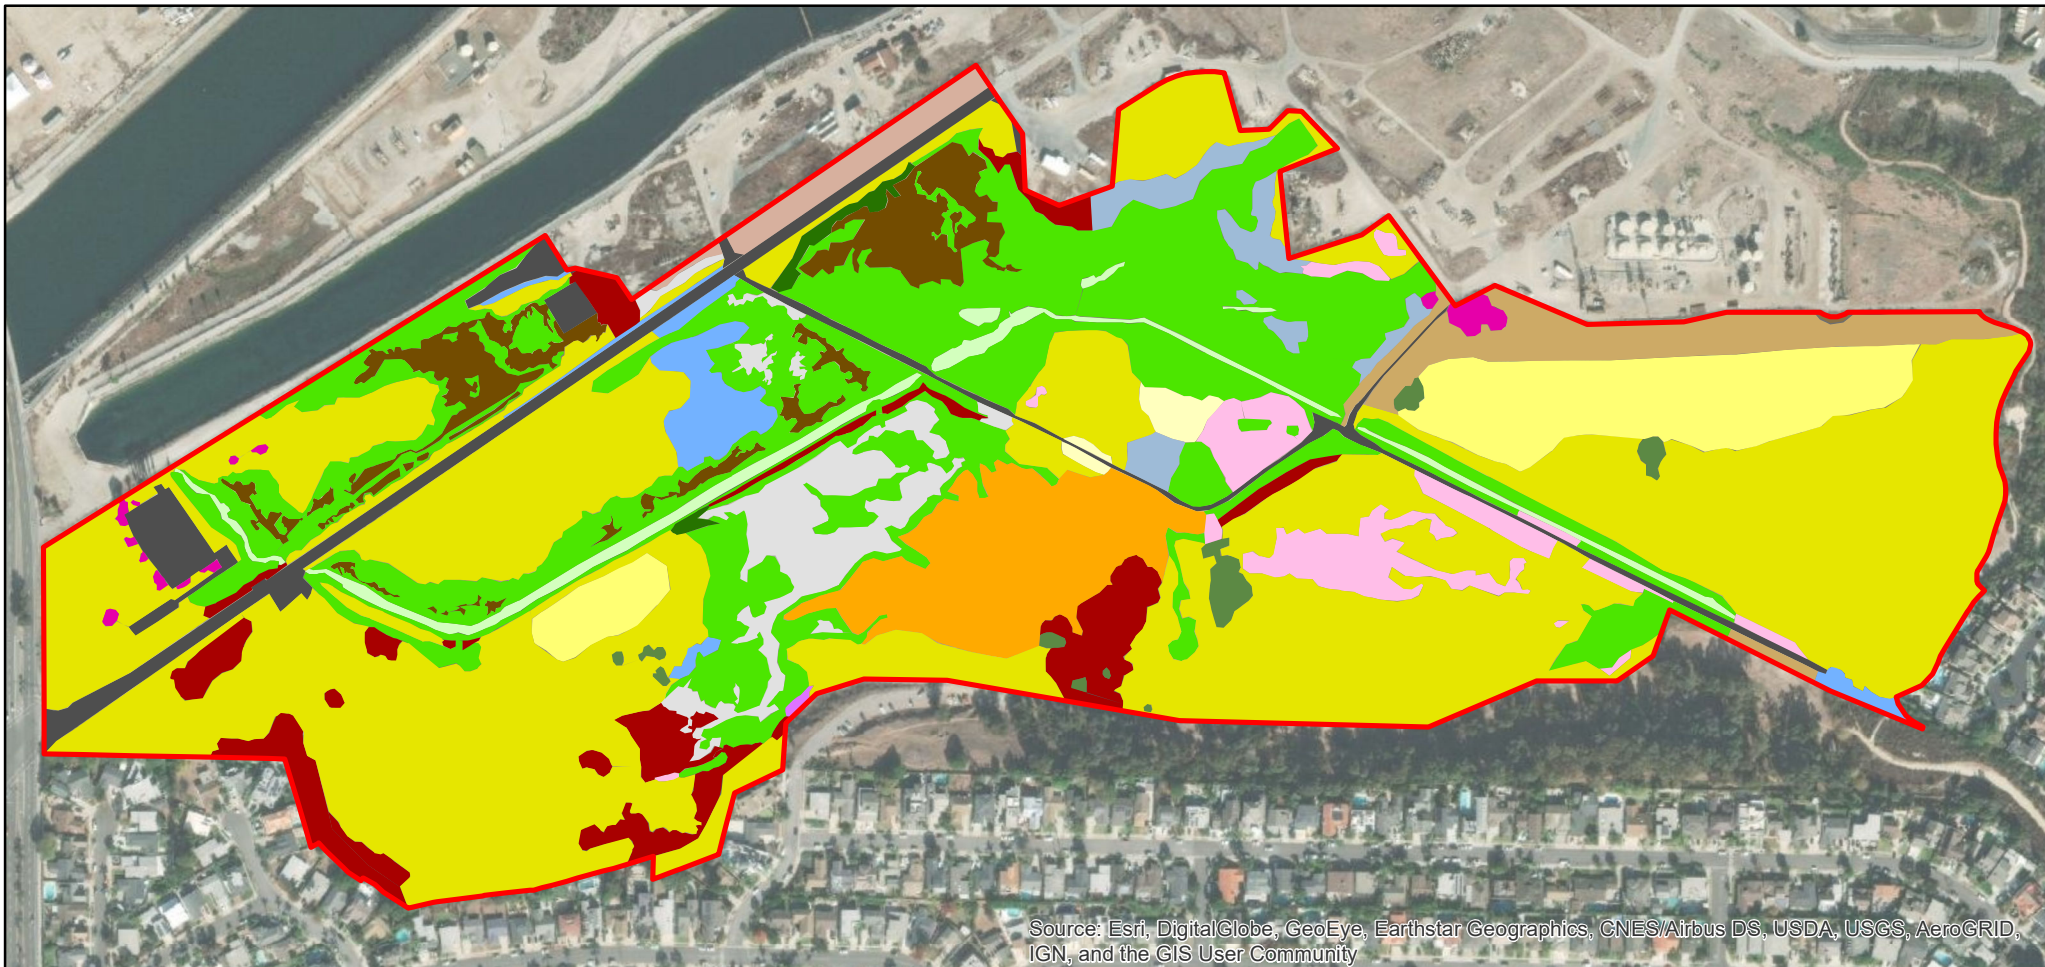 Source: Esri, DigitalGlobe, GeoEye, Earthstar Geographics, CNES/Airbus DS, USDA, USGS, AeroGRID,
IGN, and the GIS User Community